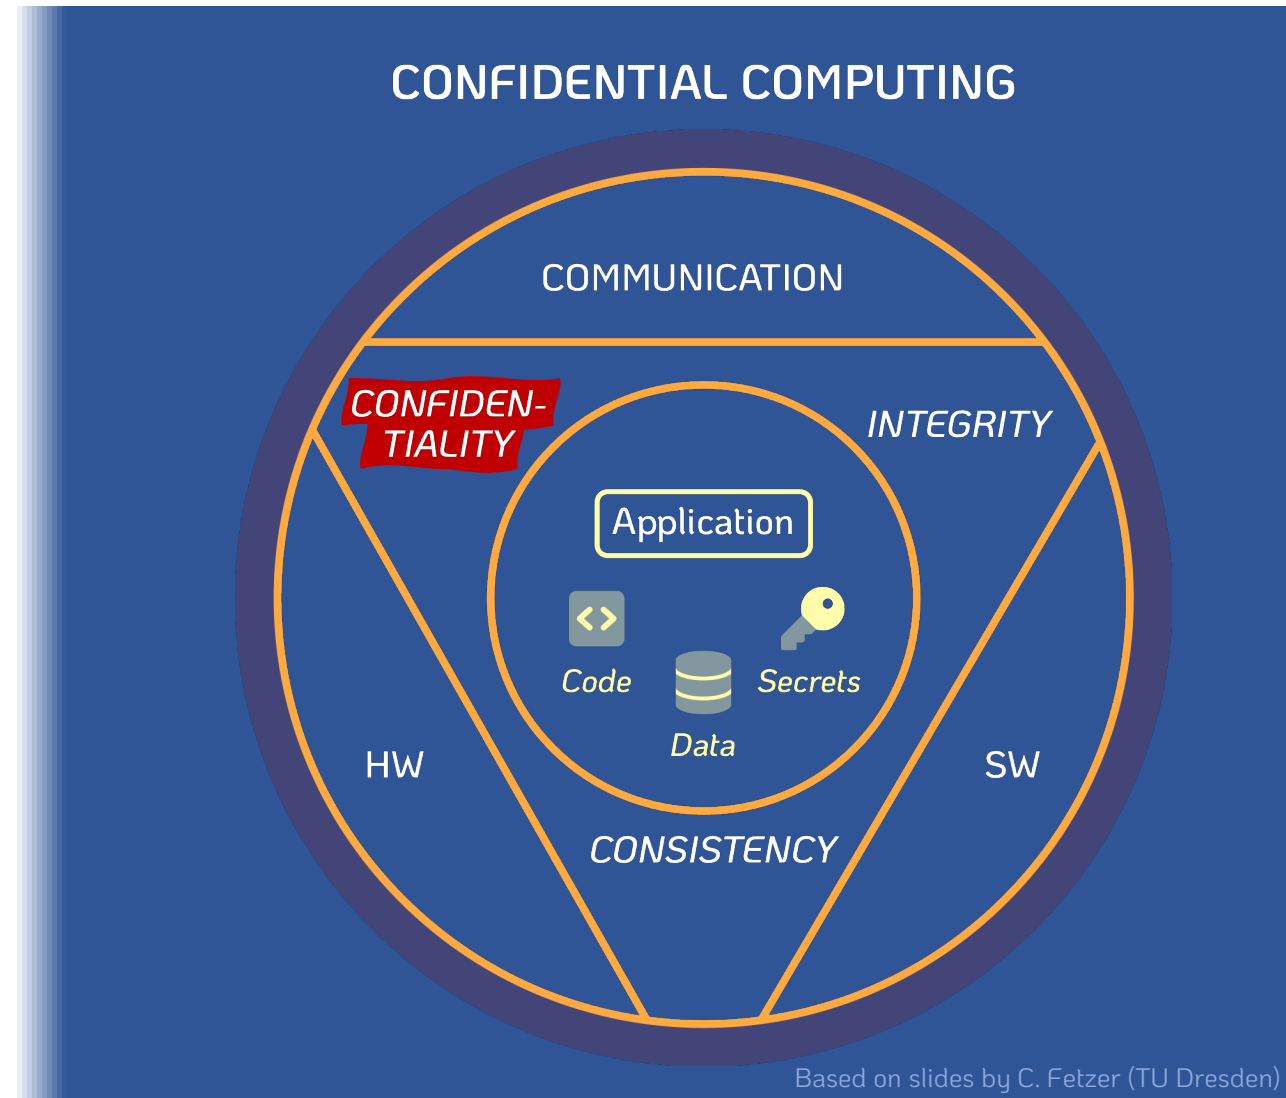 CONFIDENTIAL COMPUTING
COMMUNICATION
CONFIDEN-
TIALITY
INTEGRITY
Application
Code
Secrets
Data
HW
SW
CONSISTENCY
Based on slides by C. Fetzer (TU Dresden)